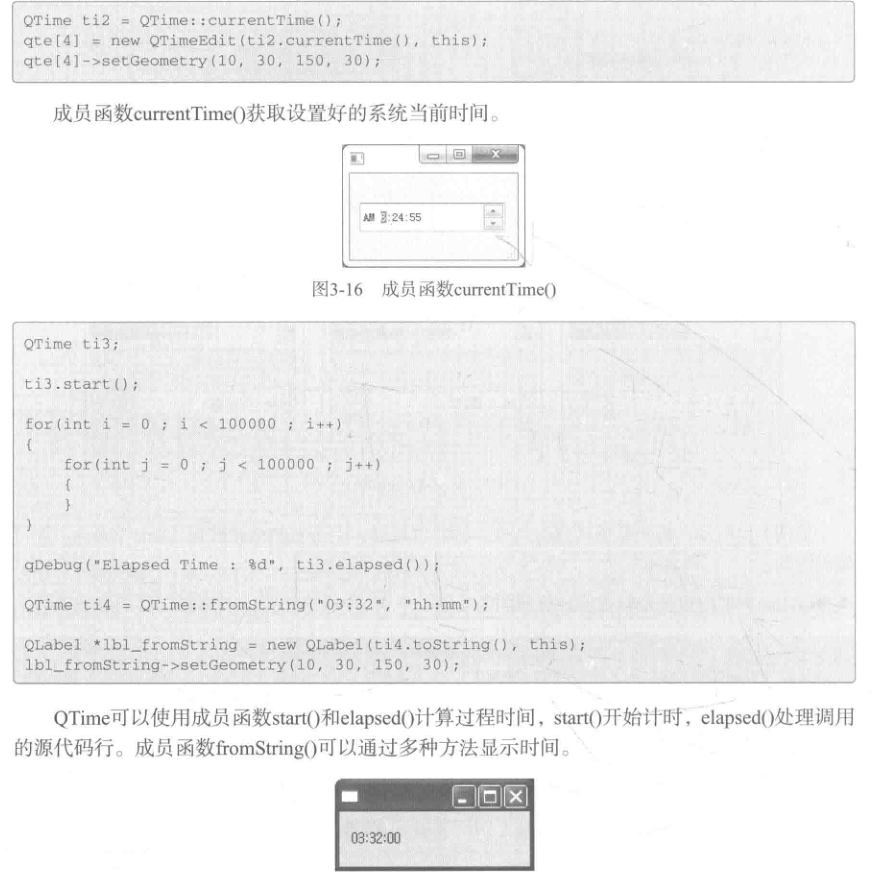 QTime ti2 = QTime::currentTime();
qte[4] = new QTimeEdit(ti2.currentTime(), this);
qte[4]->setGeometry(10, 30, 150, 30);
成员函数currentTime()获取设置好的系统当前时间。
AM :24:55
图3-16 成员函数currentTime()
QTime ti3;
ti3.start();
for(int i = 0 ; i < 100000 ; i++)
{
for(int j = 0 ; j < 100000 ; j++)
{
}
}
qDebug("Elapsed Time : %d", ti3.elapsed());
QTime ti4 = QTime::fromString("03:32", "hh:mm");
QLabel *lbl_fromString = new QLabel(ti4.toString(), this);
lbl_fromString->setGeometry(10, 30, 150, 30);
QTime可以使用成员函数start()和elapsed()计算过程时间，start()开始计时，elapsed()处理调用
的源代码行。成员函数fromString()可以通过多种方法显示时间。
03:32:00